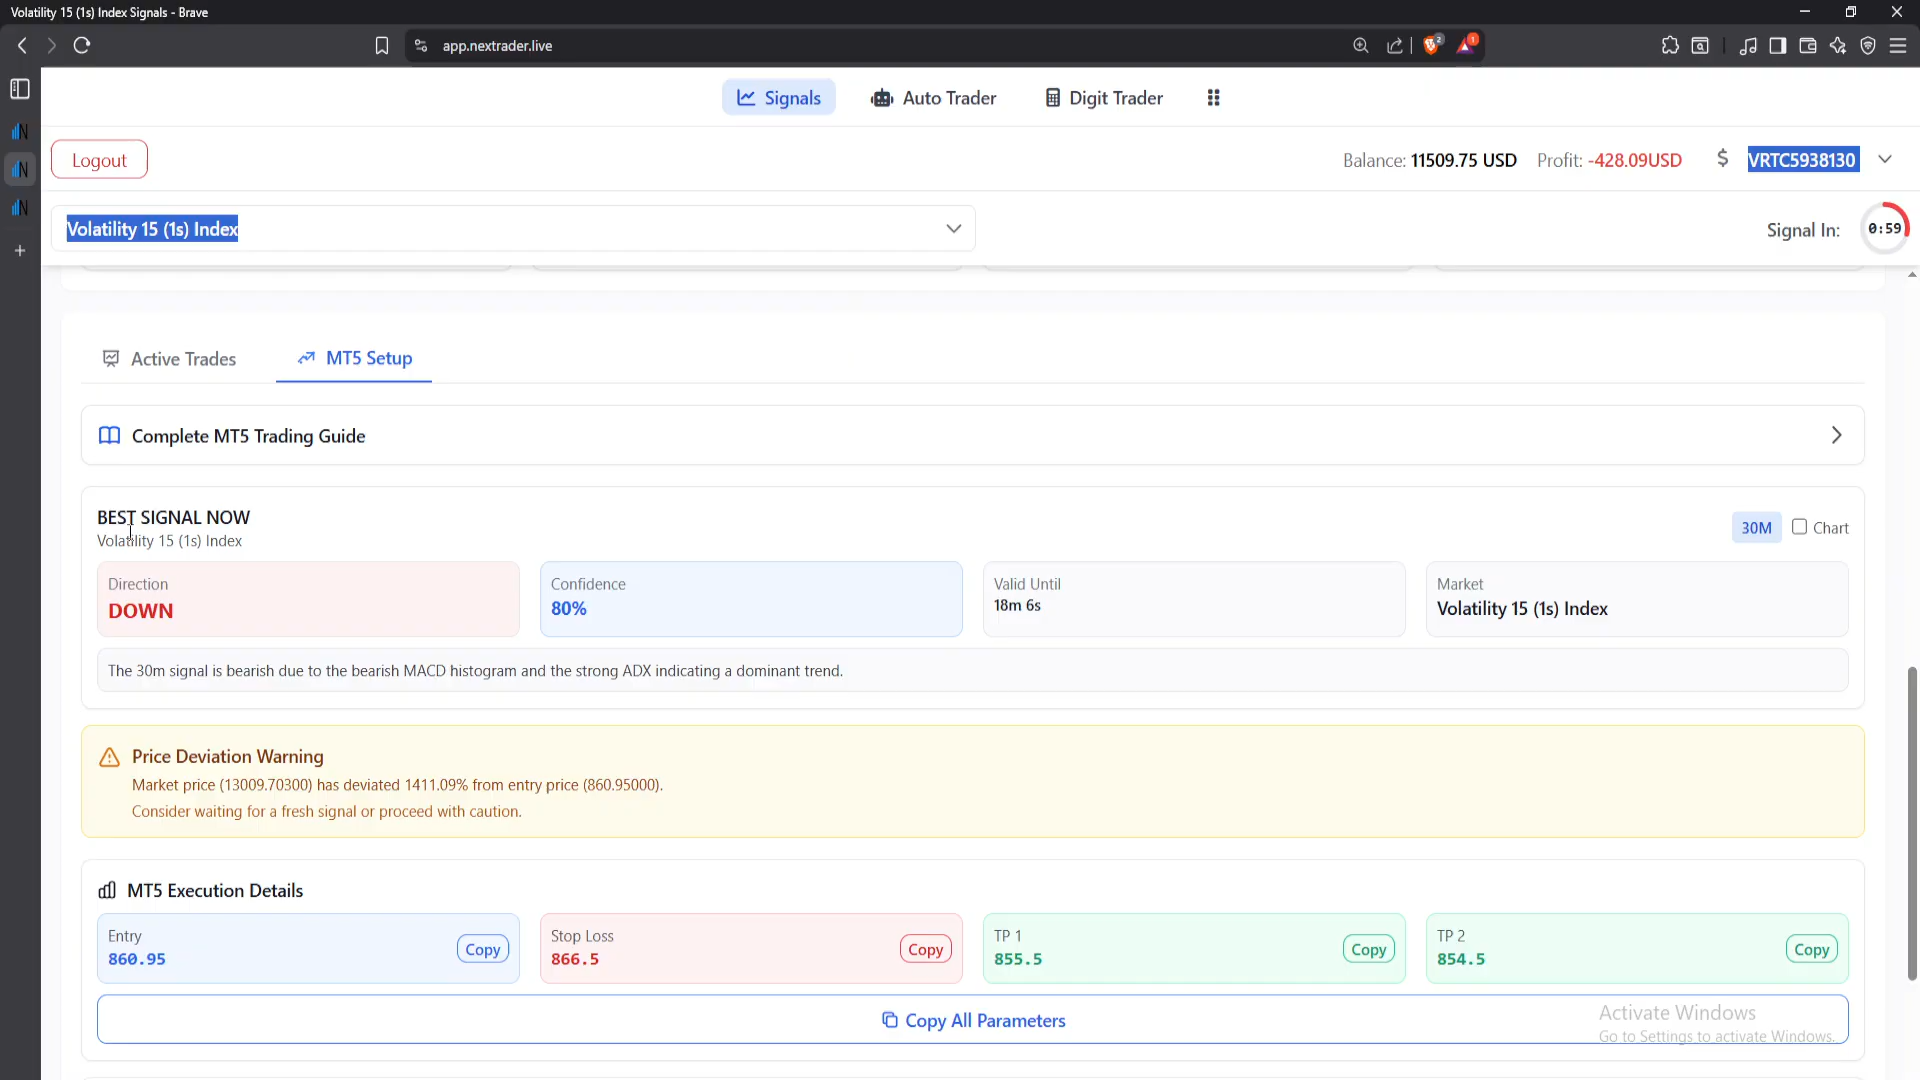 Volatility 15 (1s) Index Signals - Brave
app.nextrader.live
2
1
Signals
Auto Trader
Digit Trader
Logout
Balance: 11509.75 USD
Profit: -428.09USD
$
VRTC5938130
Volatility 15 (1s) Index
Signal In:
0:59
Active Trades
MT5 Setup
Complete MT5 Trading Guide
BEST SIGNAL NOW
Volatility 15 (1s) Index
30M
Chart
Direction
DOWN
Confidence
80%
Valid Until
18m 6s
Market
Volatility 15 (1s) Index
The 30m signal is bearish due to the bearish MACD histogram and the strong ADX indicating a dominant trend.
Price Deviation Warning
Market price (13009.70300) has deviated 1411.09% from entry price (860.95000).
Consider waiting for a fresh signal or proceed with caution.
MT5 Execution Details
Entry
860.95
Copy
Stop Loss
866.5
Copy
TP 1
855.5
Copy
TP 2
854.5
Copy
Copy All Parameters
Activate Windows
Go to Settings to activate Windows.